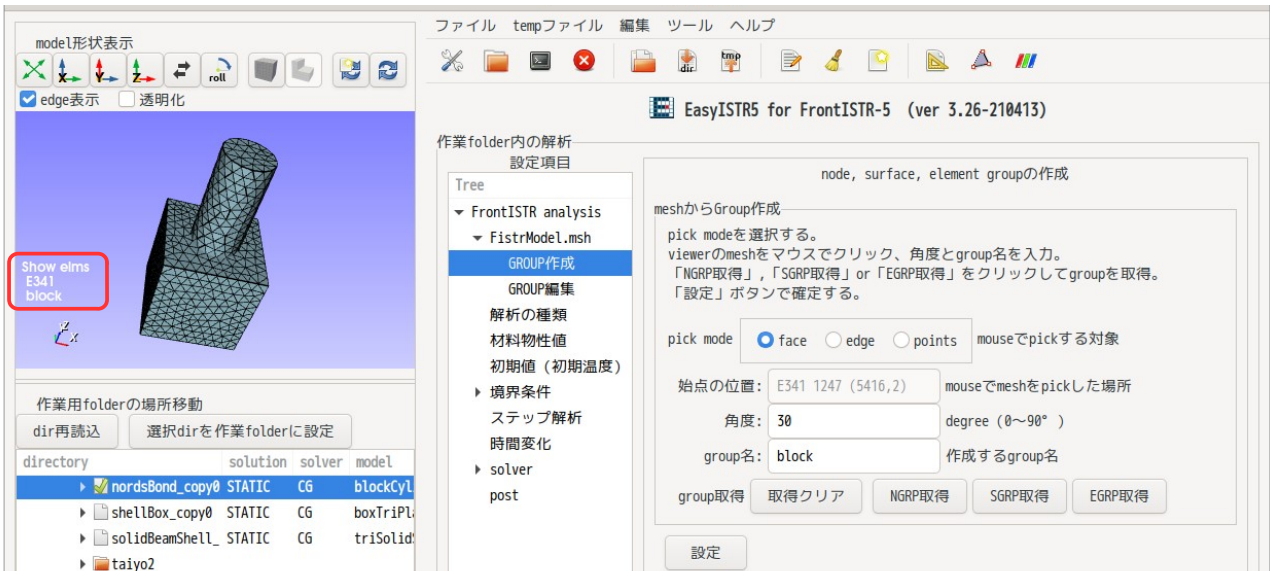 model形状表示
X Y Z roll
edge表示 透明化
Show elms
E341
block
Z
X
作業用folderの場所移動
dir再読込 選択dirを作業folderに設定
directory solution solver model
nordsBond_copy0 STATIC CG blockCyl
shellBox_copy0 STATIC CG boxTriPl
solidBeamShell_ STATIC CG triSolid
taiyo2
ファイル tempファイル 編集 ツール ヘルプ
dir tmp
EasyISTR5 for FrontISTR-5 (ver 3.26-210413)
作業folder内の解析
設定項目
Tree
FrontISTR analysis
FistrModel.msh
GROUP作成
GROUP編集
解析の種類
材料物性値
初期値(初期温度)
境界条件
ステップ解析
時間変化
solver
post
node, surface, element groupの作成
meshからGroup作成
pick modeを選択する。
viewerのmeshをマウスでクリック、角度とgroup名を入力。
「NGRP取得」,「SGRP取得」or「EGRP取得」をクリックしてgroupを取得。
「設定」ボタンで確定する。
pick mode face edge points mouseでpickする対象
始点の位置: E341 1247 (5416,2) mouseでmeshをpickした場所
角度: 30 degree (0〜90° )
group名: block 作成するgroup名
group取得 取得クリア NGRP取得 SGRP取得 EGRP取得
設定